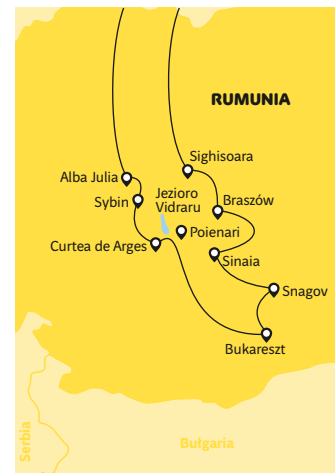 RUMUNIA
Sighisoara
Alba Julia
Jezioro
Vidraru
Sybin
Braszów
Poienari
Curtea de Arges
Sinaia
Snagov
Bukareszt
Serbia
Bułgaria